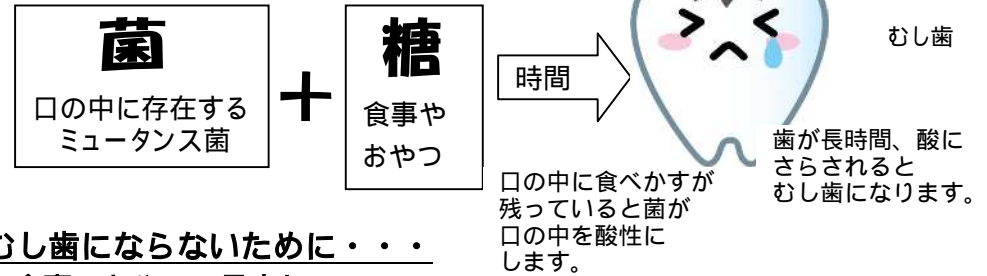 菌
口の中に存在する
ミュータンス菌
＋
糖
食事や
おやつ
時間
むし歯
歯が長時間、酸に
さらされると
むし歯になります。
口の中に食べかすが
残っていると菌が
口の中を酸性に
します。
むし歯にならないために・・・